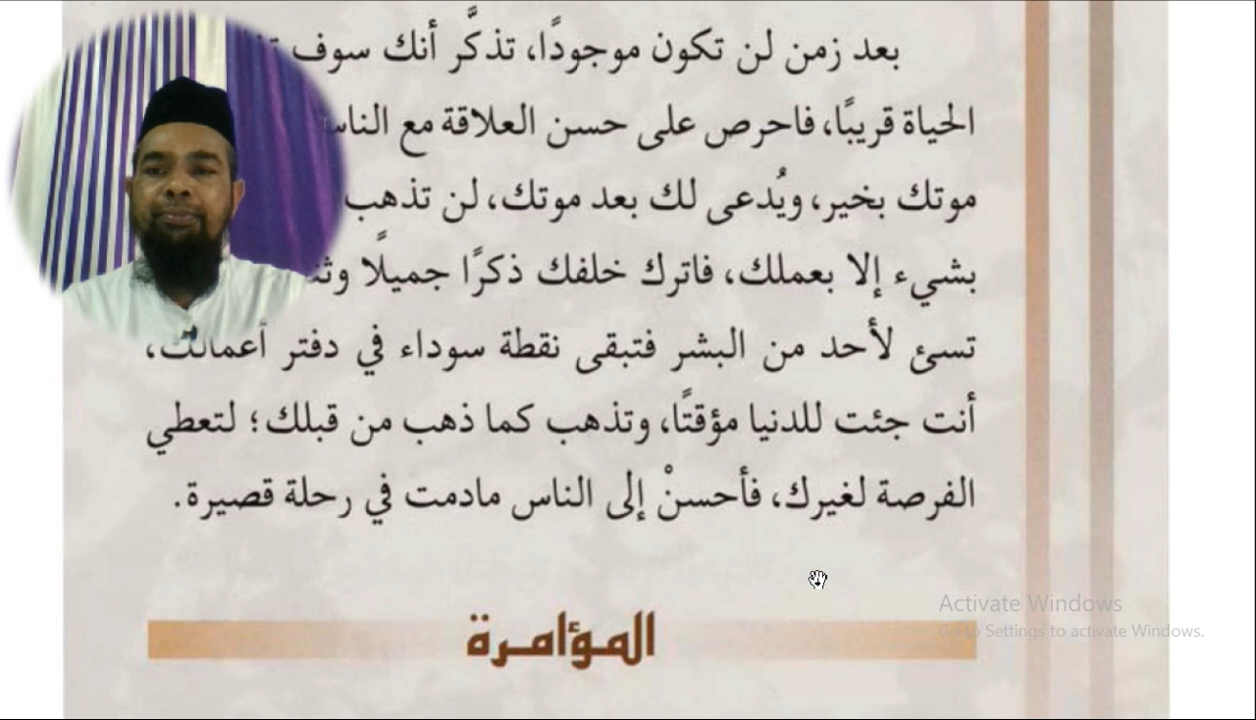 بعد زمن لن تكون موجودًا، تذكَّر أنك سوف
الحياة قريبًا، فاحرص على حسن العلاقة مع
موتك بخير، ويُدعى لك بعد موتك، لن تذهب
بشيء إلا بعملك، فاترك خلفك ذكرًا جميلًا
تسئ لأحد من البشر فتبقى نقطة سوداء في دفتر أعمالك،
أنت جئت للدنيا مؤقتًا، وتذهب كما ذهب من قبلك؛ لتعطي
الفرصة لغيرك، فأحسنْ إلى الناس مادمت في رحلة قصيرة.
Activate Windows
Go to Settings to activate Windows.
المؤامرة